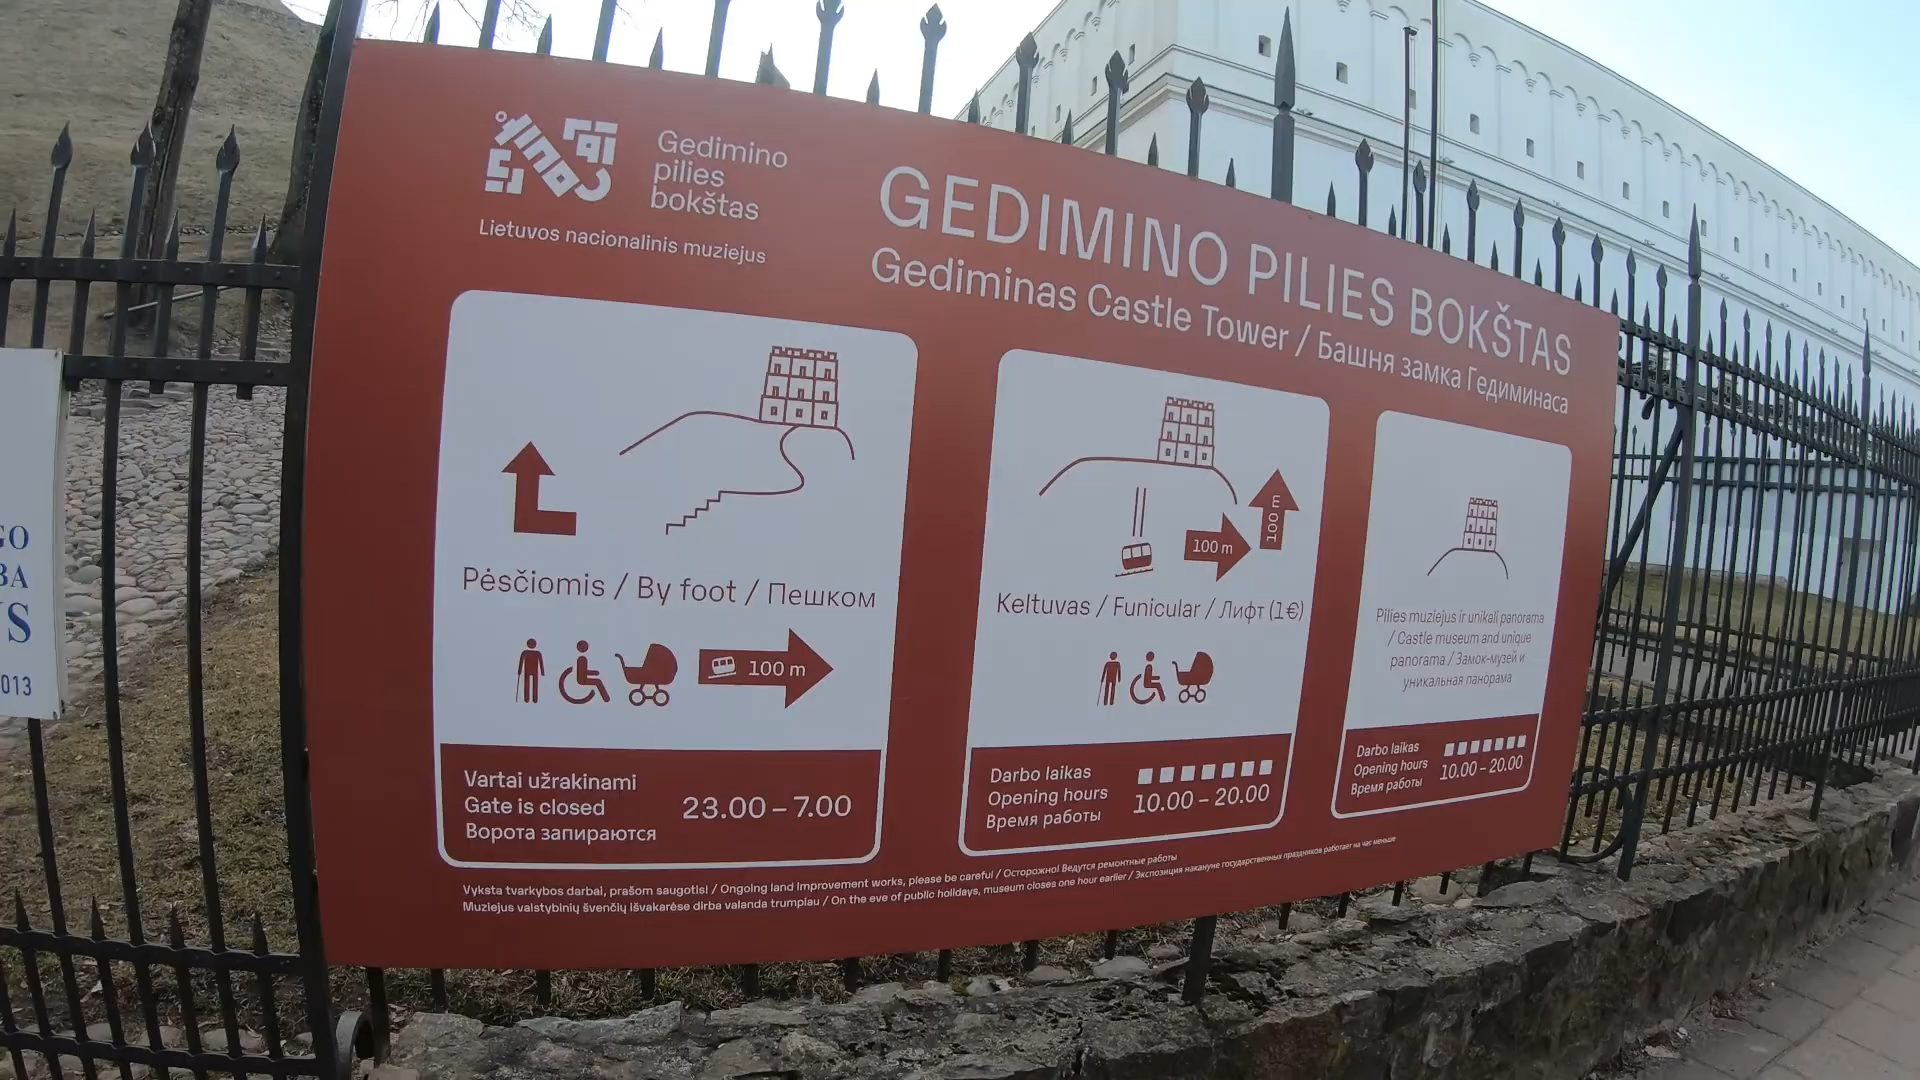 Gedimino
pilies
bokštas
Lietuvos nacionalinis muziejus
GEDIMINO PILIES BOKŠTAS
Gediminas Castle Tower / Башня замка Гедиминаса
Pėsčiomis / By foot / Пешком
100 m
Vartai užrakinami
Gate is closed
Ворота запираются
23.00 – 7.00
100 m
100 m
Keltuvas / Funicular / Лифт (1€)
Darbo laikas
Opening hours
Время работы
10.00 – 20.00
Pilies muziejus ir unikali panorama
/ Castle museum and unique
panorama / Замок-музей и
уникальная панорама
Darbo laikas
Opening hours
Время работы
10.00 – 20.00
Vyksta tvarkybos darbai, prašom saugotis! / Ongoing land improvement works, please be careful / Осторожно! Ведутся ремонтные работы
Muziejus valstybinių švenčių išvakarėse dirba valanda trumpiau / On the eve of public holidays, museum closes one hour earlier / Экспозиция накануне государственных праздников работает на час меньше
GO
BA
S
013